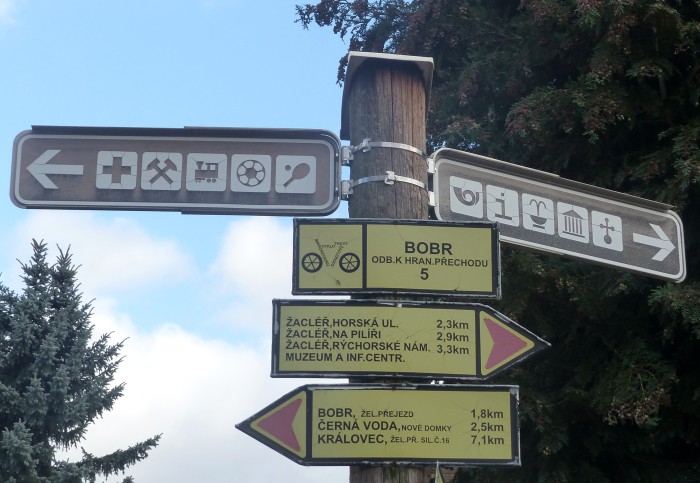 i
BOBR
ODB.K HRAN.PŘECHODU
5
ŽACLÉŘ,HORSKÁ UL. 2,3km
ŽACLÉŘ,NA PILÍŘI 2,9km
ŽACLÉŘ,RÝCHORSKÉ NÁM. 3,3km
MUZEUM A INF.CENTR.
BOBR, ŽEL.PŘEJEZD 1,8km
ČERNÁ VODA, NOVÉ DOMKY 2,5km
KRÁLOVEC, ŽEL.PŘ. SIL.Č.16 7,1km